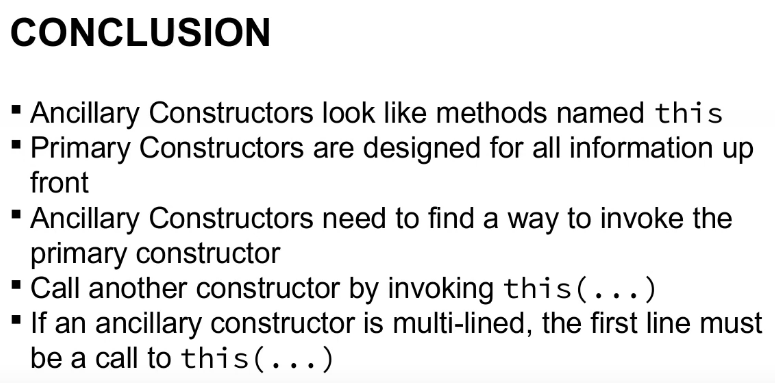 CONCLUSION
▪ Ancillary Constructors look like methods named this
▪ Primary Constructors are designed for all information up
front
▪ Ancillary Constructors need to find a way to invoke the
primary constructor
▪ Call another constructor by invoking this(...)
▪ If an ancillary constructor is multi-lined, the first line must
be a call to this(...)